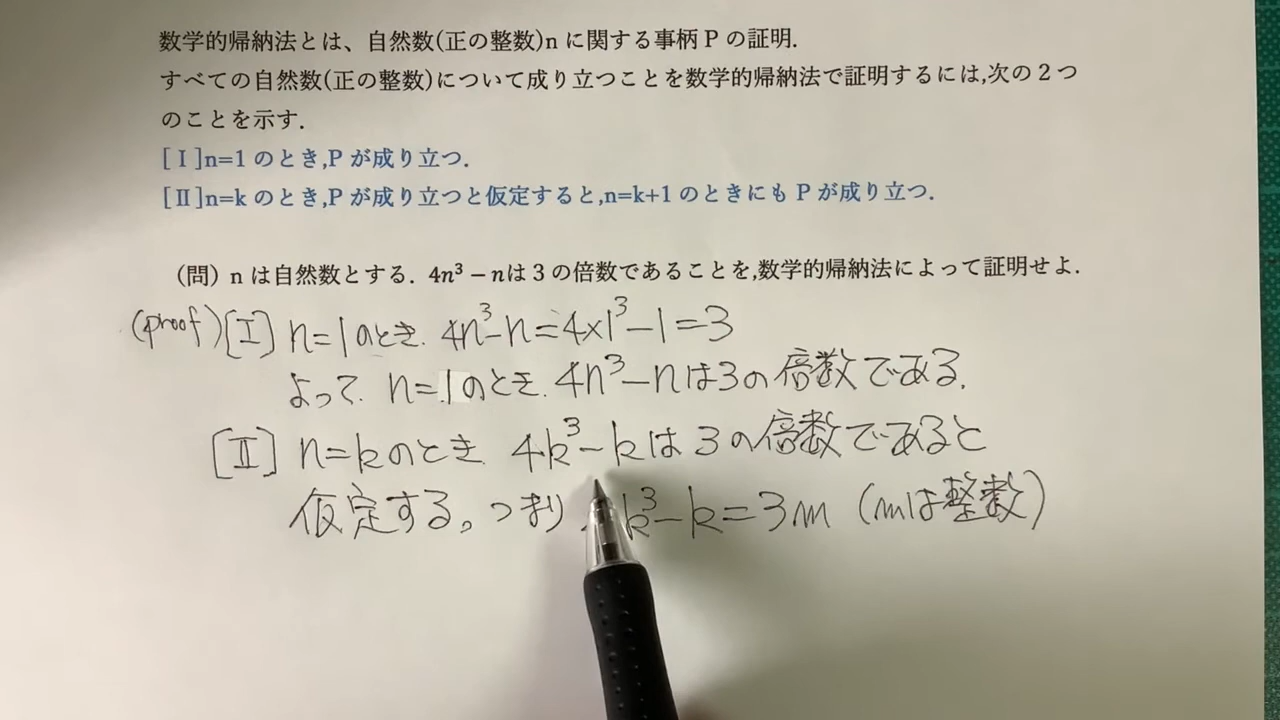 数学的帰納法とは、自然数(正の整数)n に関する事柄 P の証明.
すべての自然数(正の整数)について成り立つことを数学的帰納法で証明するには,次の２つ
のことを示す.
[Ⅰ]n=1 のとき,P が成り立つ.
[Ⅱ]n=k のとき,P が成り立つと仮定すると,n=k+1 のときにも P が成り立つ.
(問) n は自然数とする. 4n³ − nは 3 の倍数であることを,数学的帰納法によって証明せよ.
(proof) [Ⅰ] n=1のとき. 4n³-n=4×1³-1=3
よって n=1のとき. 4n³-nは3の倍数である.
[Ⅱ] n=kのとき. 4k³-kは3の倍数であると
仮定する。つまり k³-k=3m (mは整数)